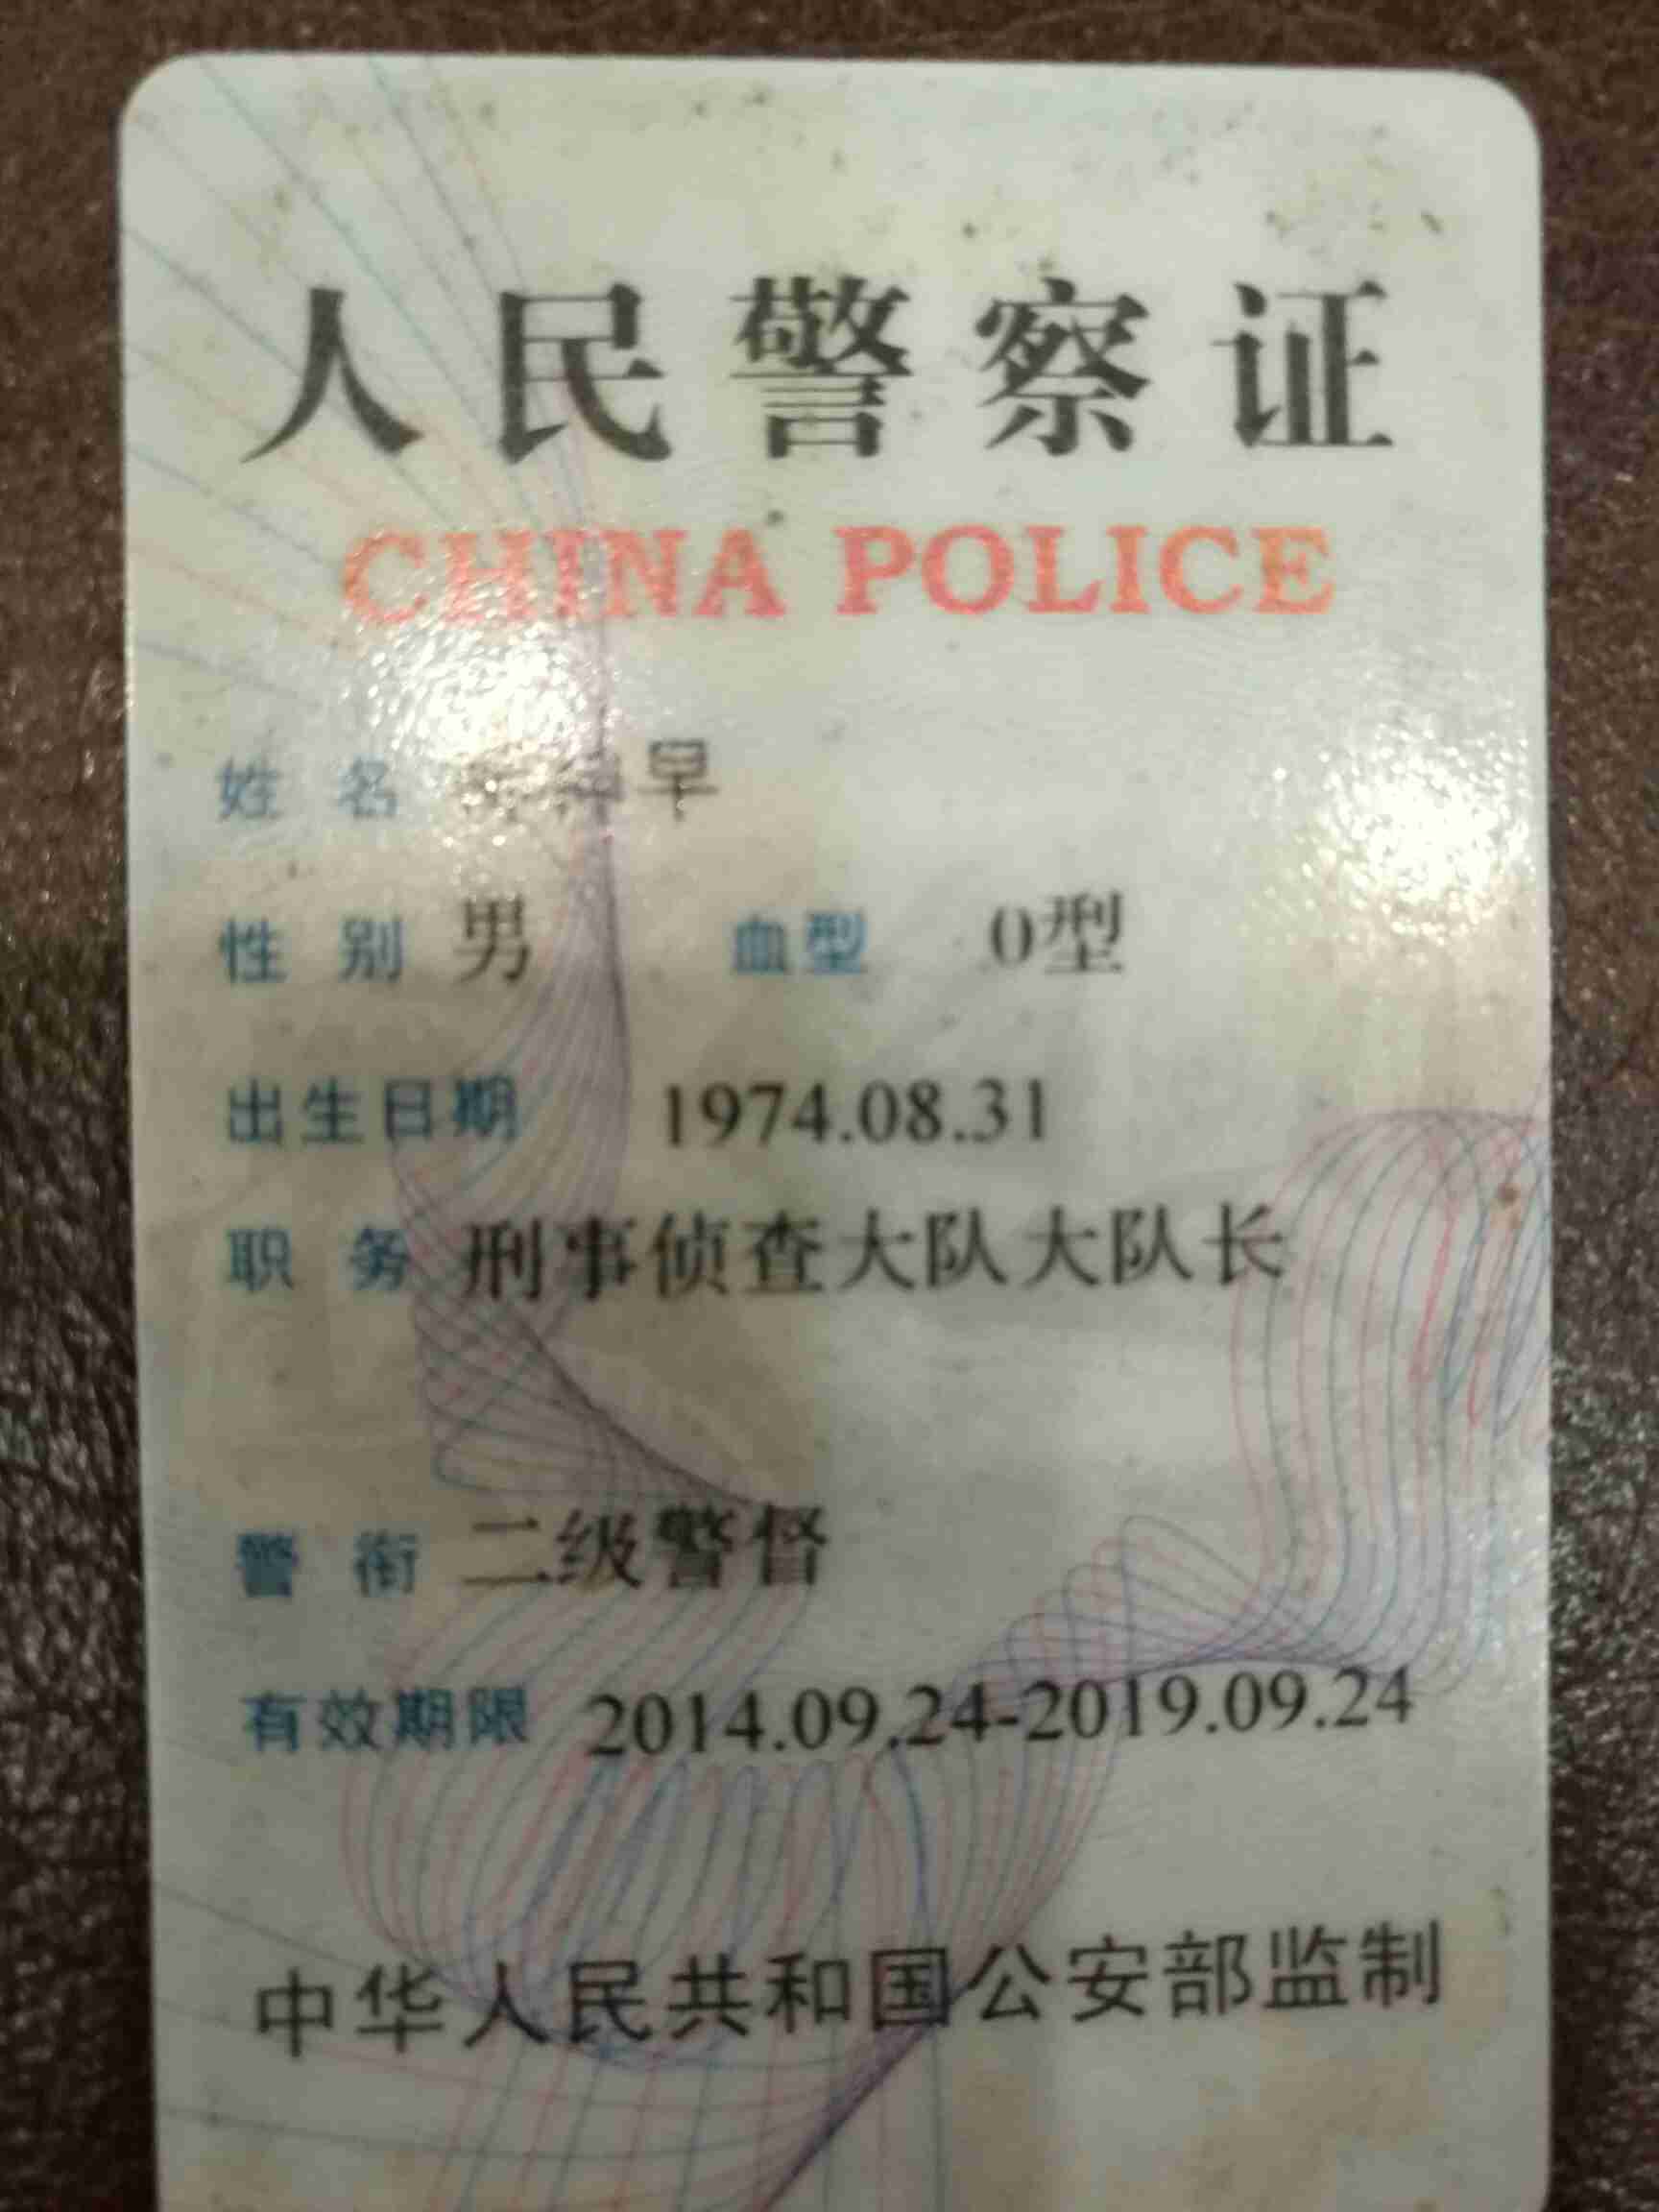 人民警察证
CHINA POLICE
姓 名 早
性 别 男 血型 O型
出生日期 1974.08.31
职 务 刑事侦查大队大队长
警 衔 二级警督
有效期限 2014.09.24-2019.09.24
中华人民共和国公安部监制